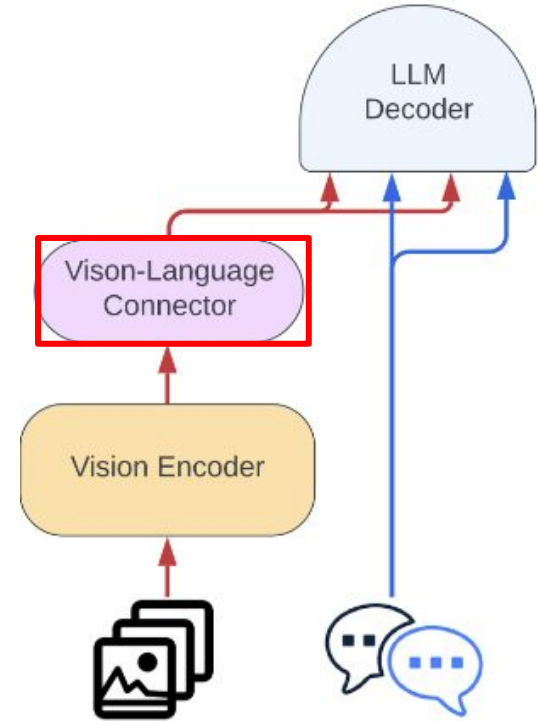 LLM
Decoder
Vison-Language
Connector
Vision Encoder